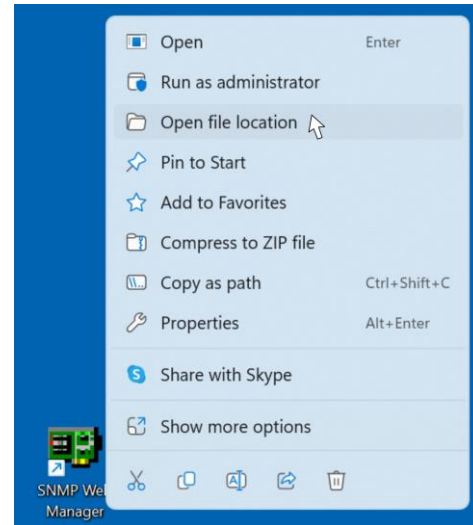 Open Enter
Run as administrator
Open file location
Pin to Start
Add to Favorites
Compress to ZIP file
Copy as path Ctrl+Shift+C
Properties Alt+Enter
Share with Skype
Show more options
SNMP
Manager